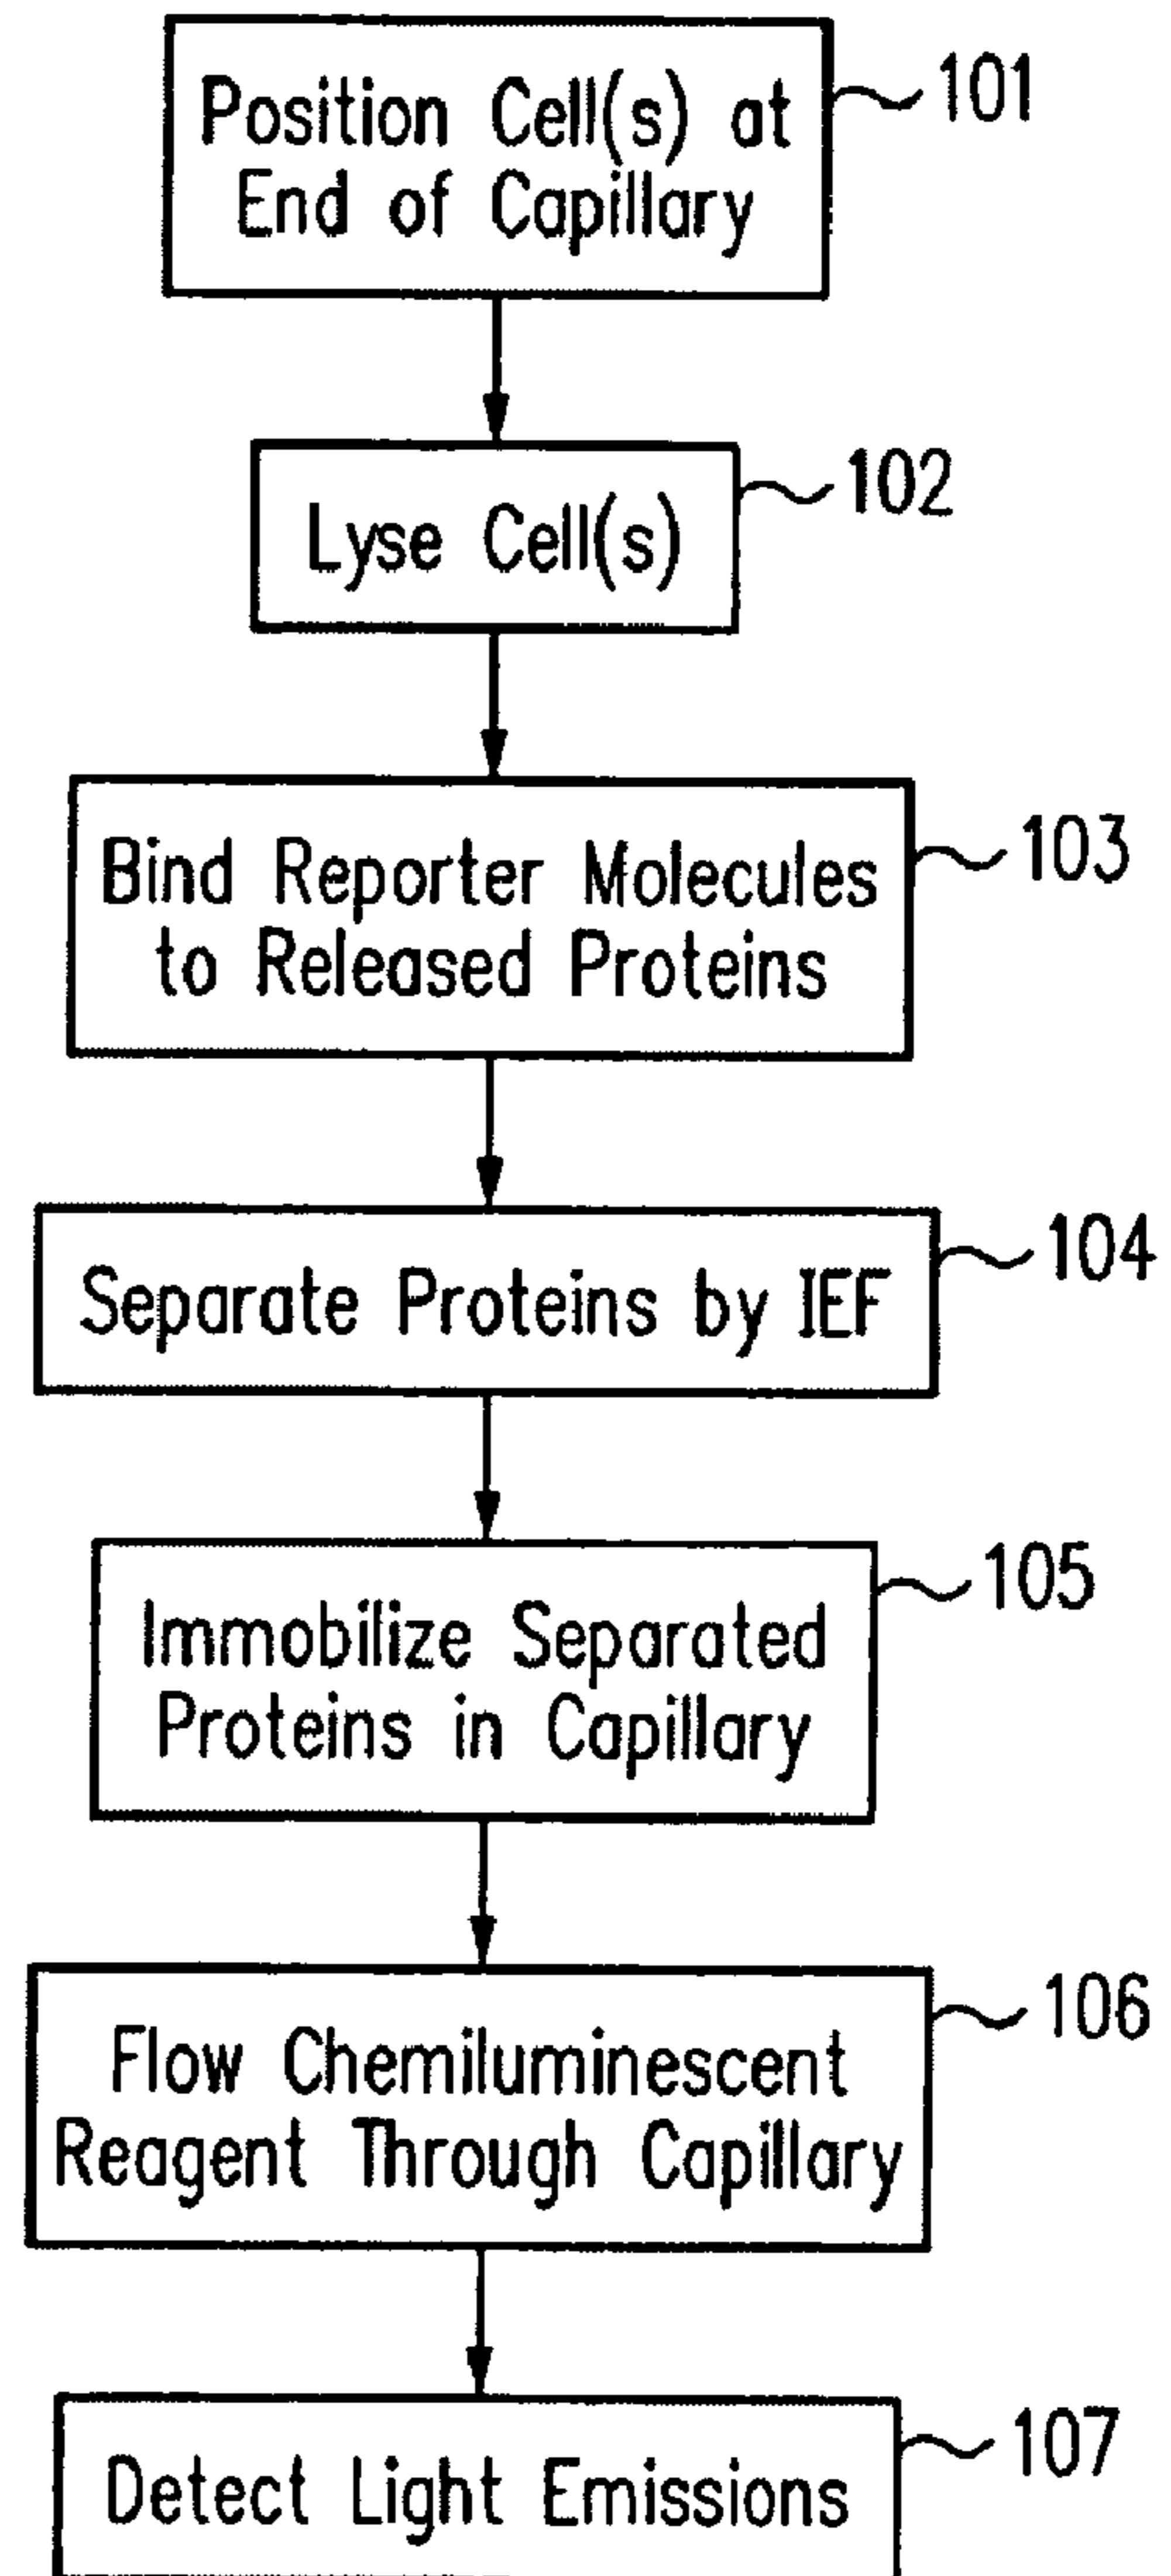 Position Cell(s) at
End of Capillary
101
Lyse Cell(s)
102
Bind Reporter Molecules
to Released Proteins
103
Separate Proteins by IEF
104
Immobilize Separated
Proteins in Capillary
105
Flow Chemiluminescent
Reagent Through Capillary
106
Detect Light Emissions
107